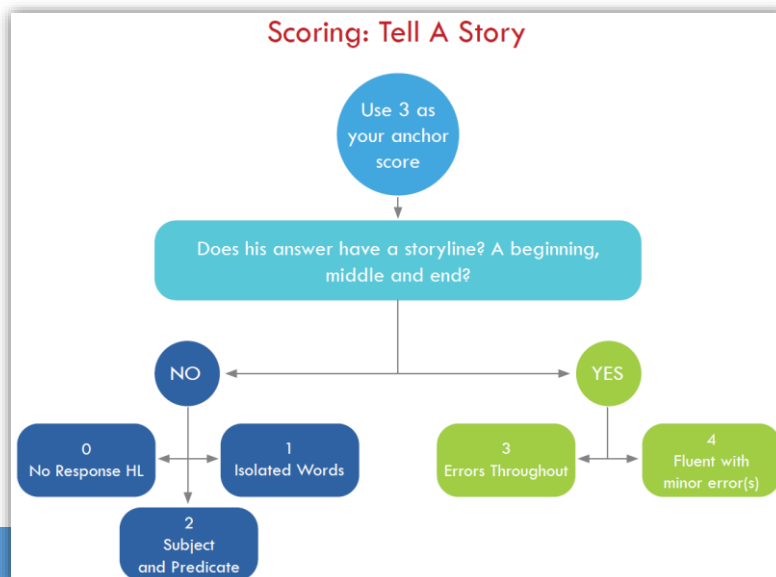 Scoring: Tell A Story
Use 3 as
your anchor
score
Does his answer have a storyline? A beginning,
middle and end?
NO
YES
0
No Response HL
1
Isolated Words
2
Subject
and Predicate
3
Errors Throughout
4
Fluent with
minor error(s)